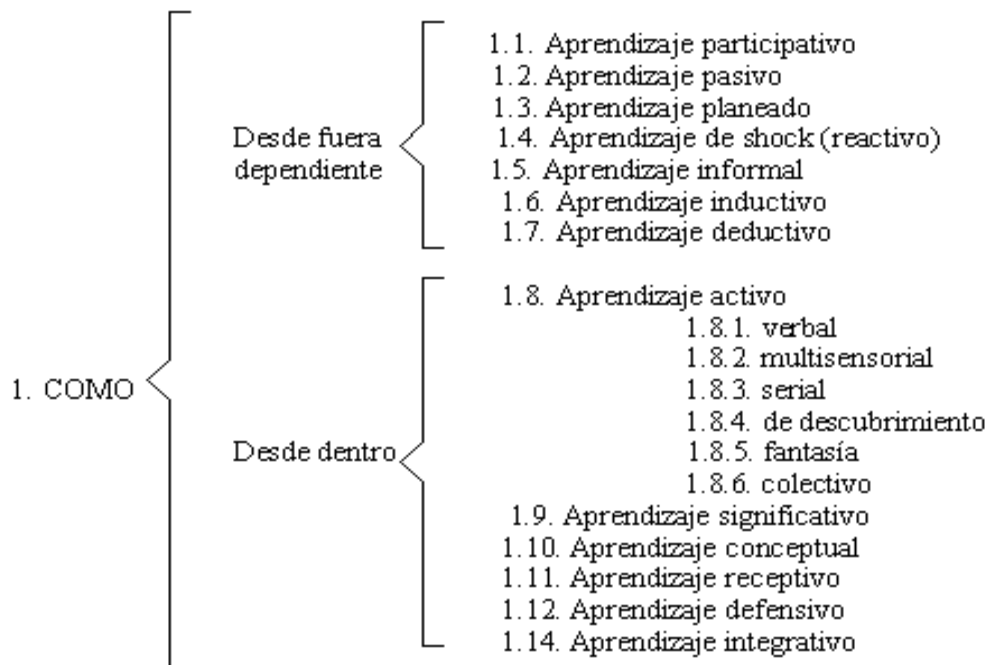 1. COMO
Desde fuera
dependiente
1.1. Aprendizaje participativo
1.2. Aprendizaje pasivo
1.3. Aprendizaje planeado
1.4. Aprendizaje de shock (reactivo)
1.5. Aprendizaje informal
1.6. Aprendizaje inductivo
1.7. Aprendizaje deductivo
Desde dentro
1.8. Aprendizaje activo
1.8.1. verbal
1.8.2. multisensorial
1.8.3. serial
1.8.4. de descubrimiento
1.8.5. fantasía
1.8.6. colectivo
1.9. Aprendizaje significativo
1.10. Aprendizaje conceptual
1.11. Aprendizaje receptivo
1.12. Aprendizaje defensivo
1.14. Aprendizaje integrativo